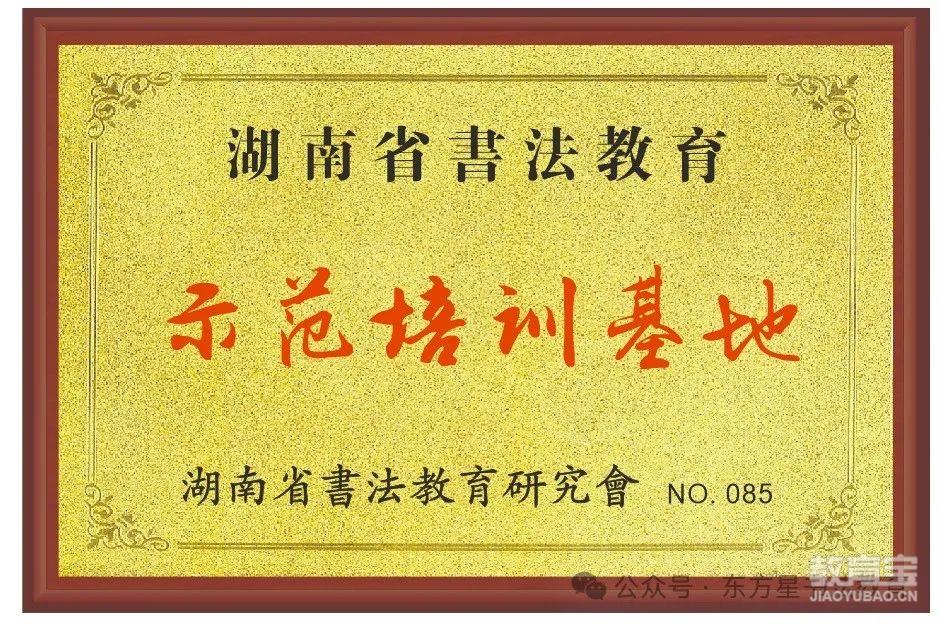 湖南省書法教育
示范培训基地
湖南省書法教育研究會 NO. 085
公众号 · 东方星
教育宝
JIAOYUBAO.CN